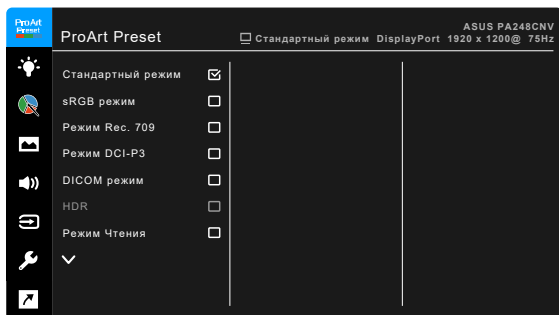 ProArt
Preset
ProArt Preset
ASUS PA248CNV
Стандартный режим DisplayPort 1920 x 1200@ 75Hz
Стандартный режим
sRGB режим
Режим Rec. 709
Режим DCI-P3
DICOM режим
HDR
Режим Чтения